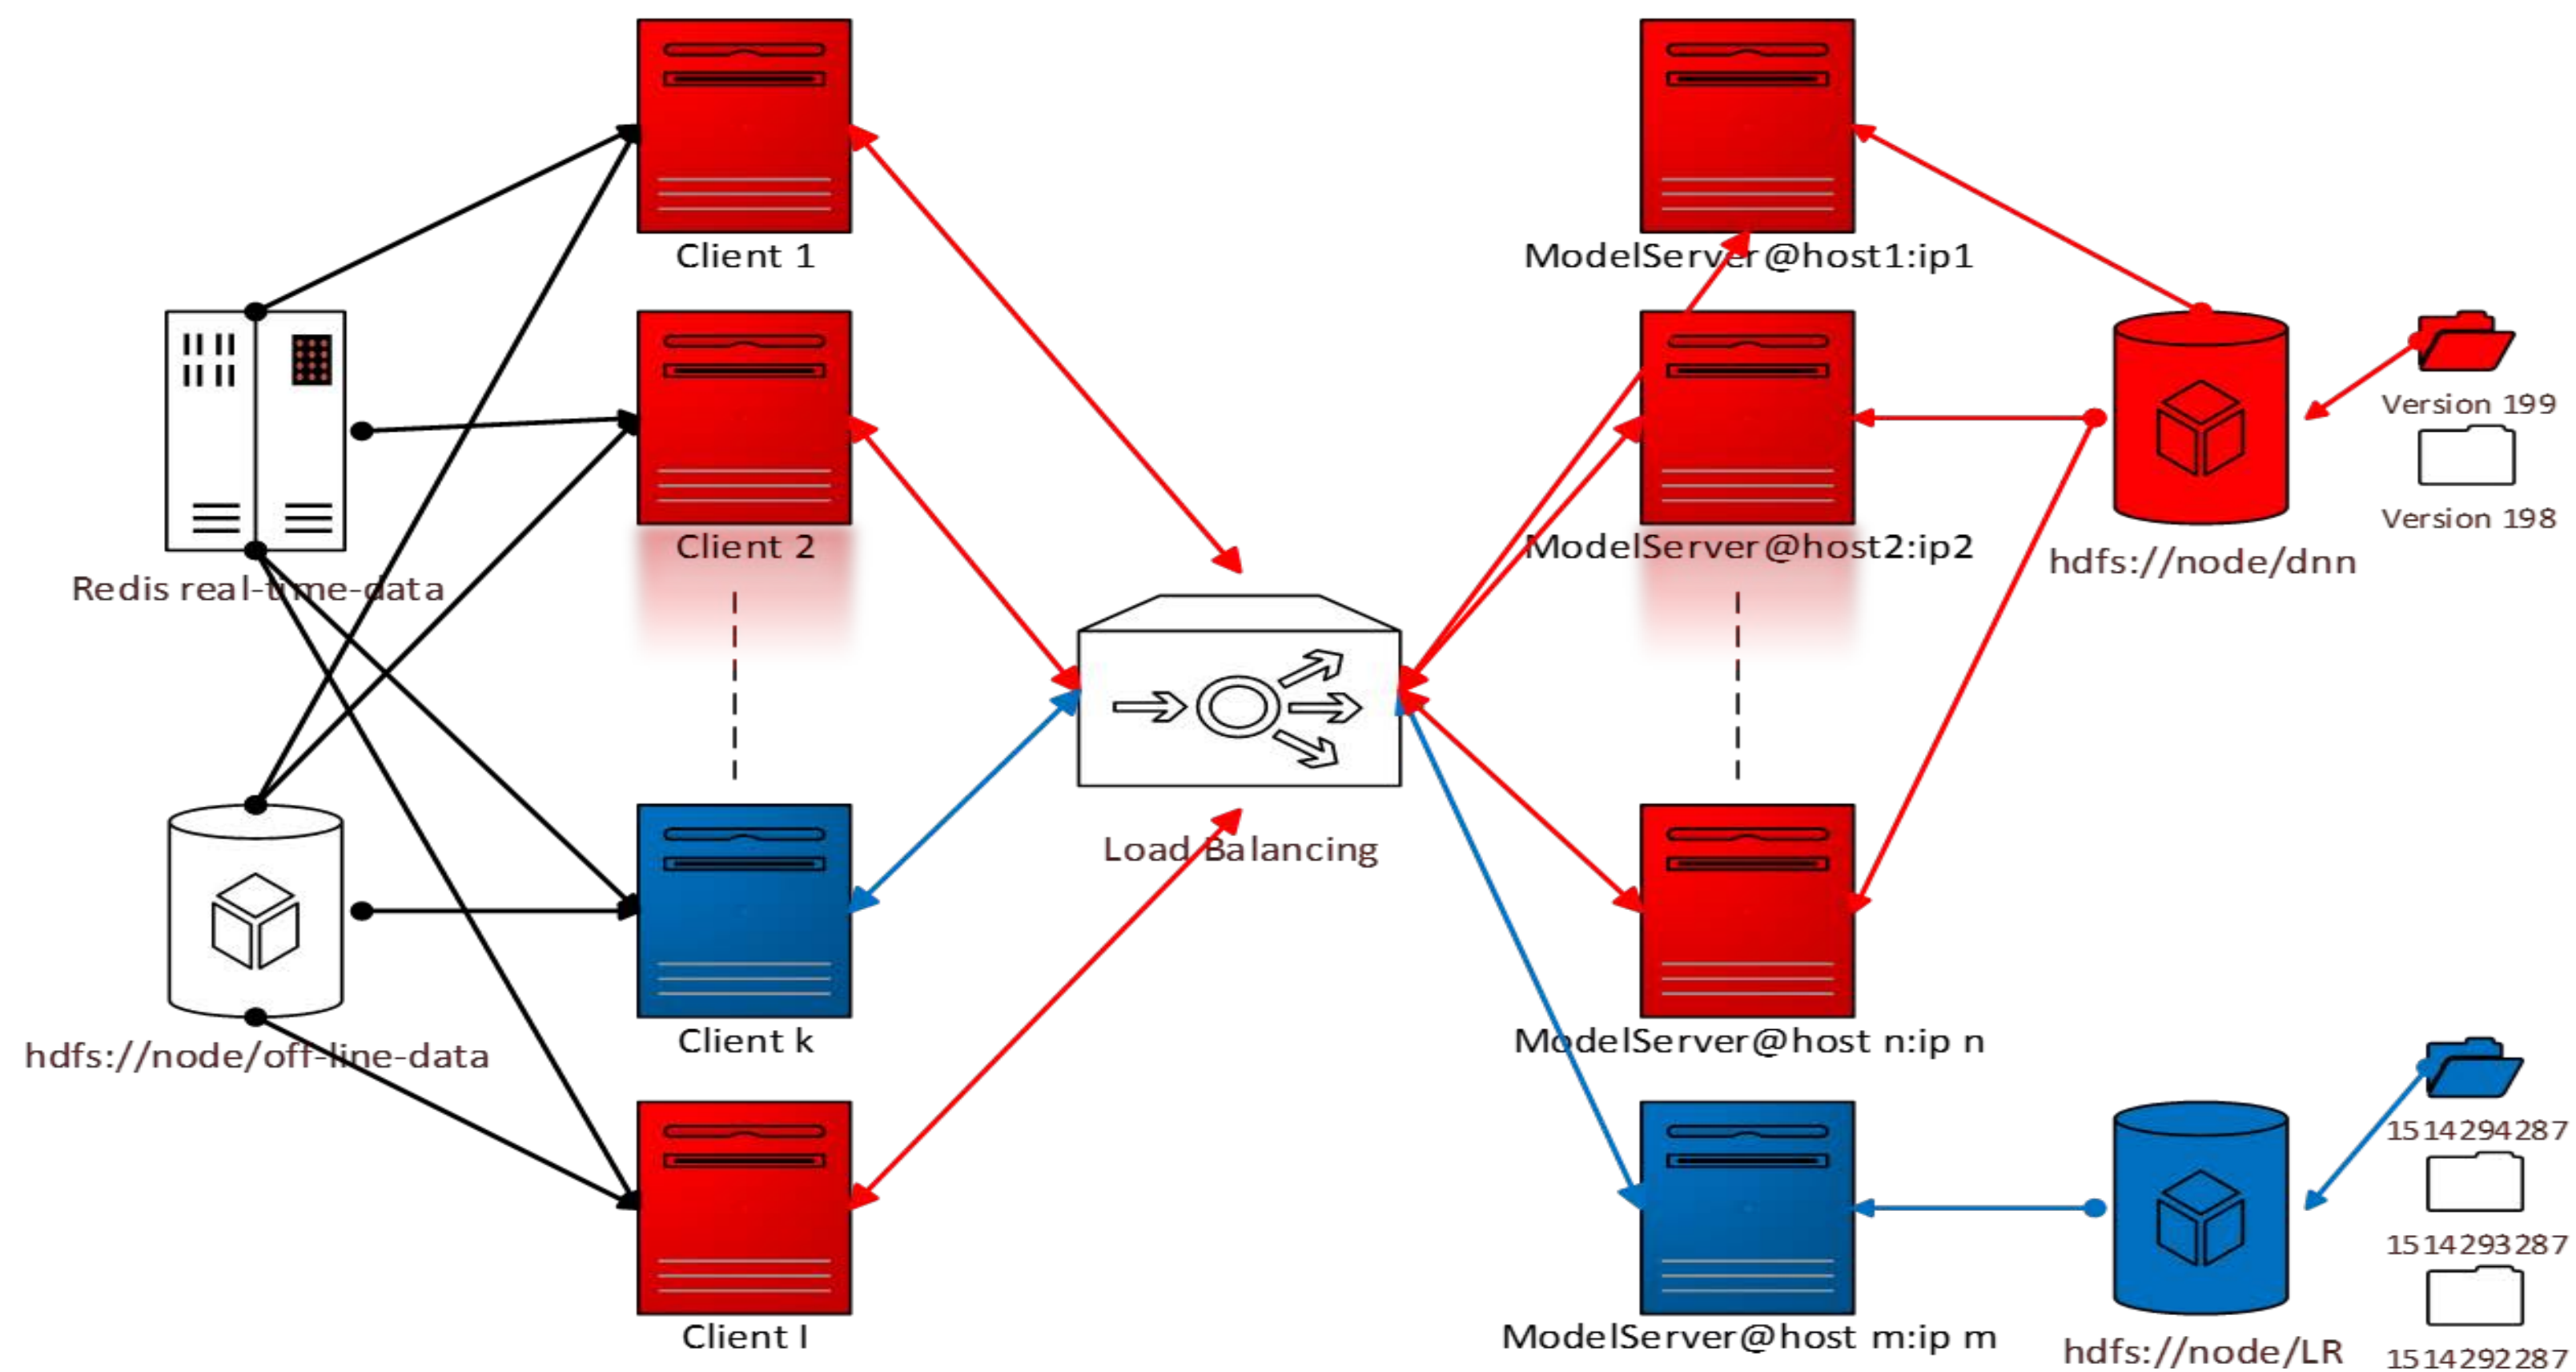 Client 1
ModelServer@host1:ip1
Version 199
Version 198
Client 2
ModelServer@host2:ip2
hdfs://node/dnn
Redis real-time-data
Load Balancing
Client k
ModelServer@host n:ip n
hdfs://node/off-line-data
1514294287
1514293287
Client l
ModelServer@host m:ip m
hdfs://node/LR
1514292287